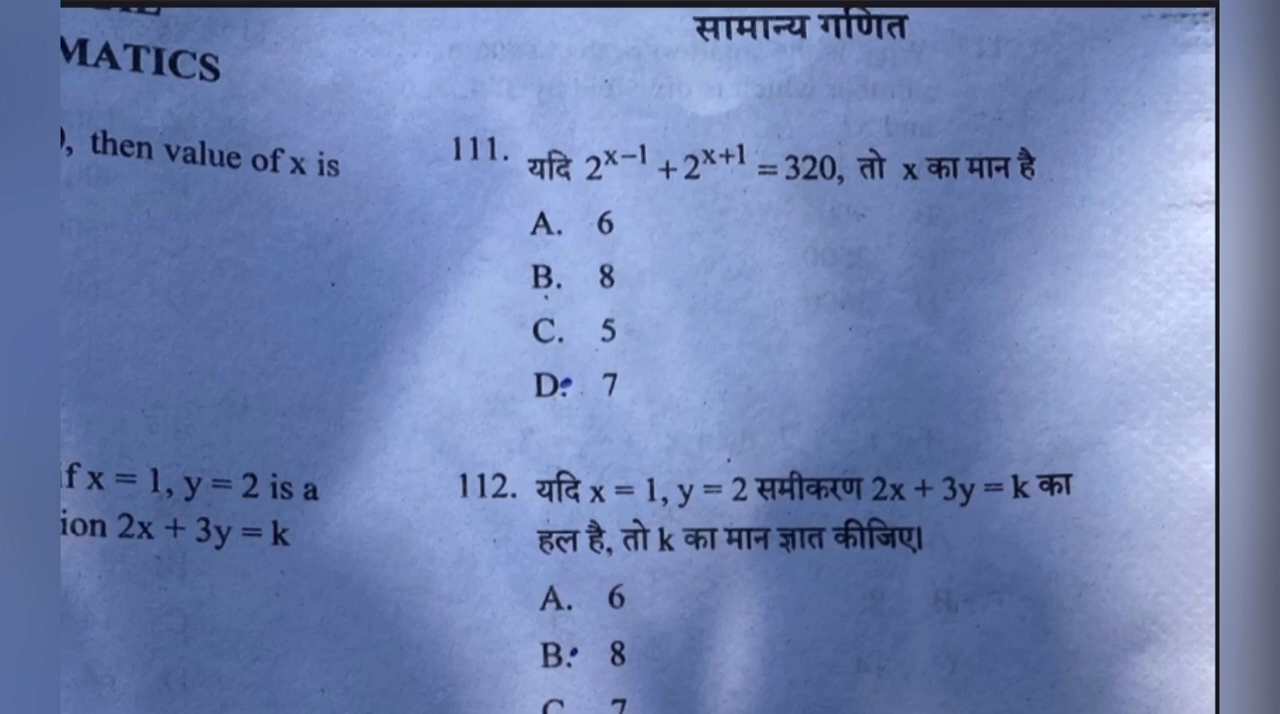 MATICS
, then value of x is
f x = 1, y = 2 is a
ion 2x + 3y = k
सामान्य गणित
111. यदि 2^{x−1} + 2^{x+1} = 320, तो x का मान है
A. 6
B. 8
C. 5
D. 7
112. यदि x = 1, y = 2 समीकरण 2x + 3y = k का
हल है, तो k का मान ज्ञात कीजिए।
A. 6
B. 8
C 7